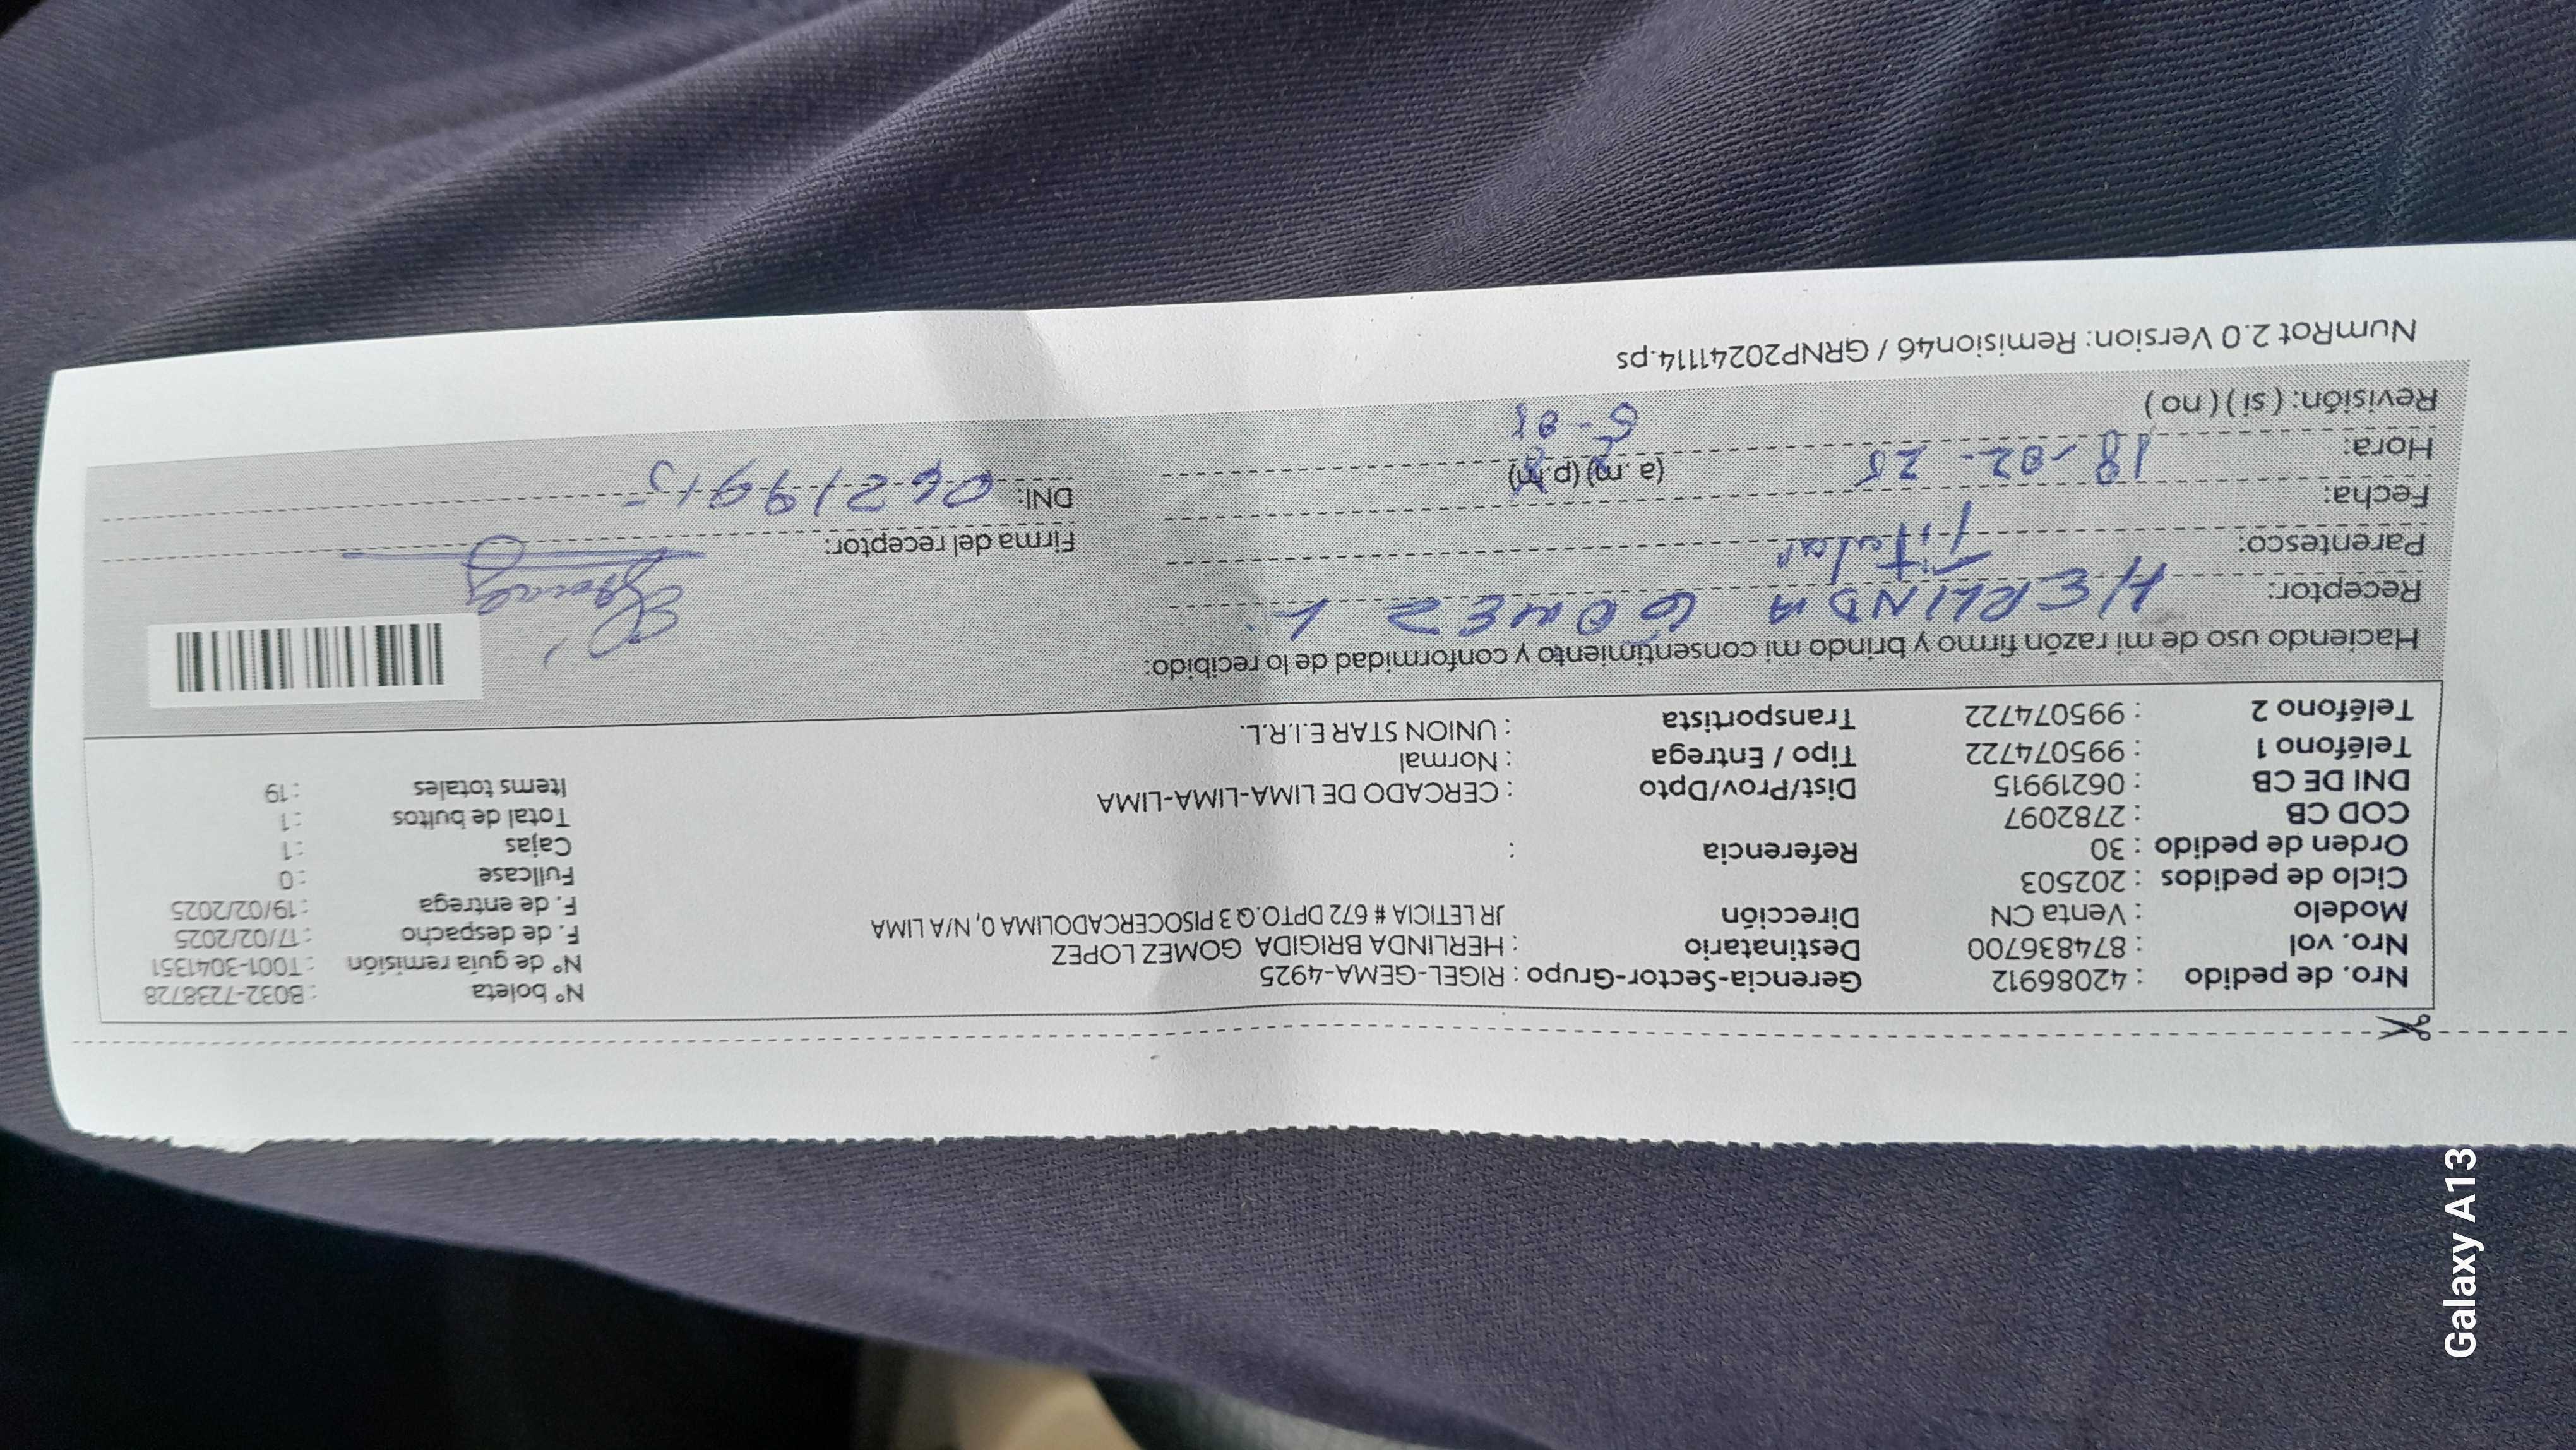 Nro. de pedido : 42086912 Gerencia-Sector-Grupo : RIGEL-GEMA-4925 N° boleta : B032-7238728
Nro. vol : 874836700 Destinatario : HERLINDA BRIGIDA GOMEZ LOPEZ N° de guía remisión : T001-3041351
Modelo : Venta CN Dirección JR LETICIA # 672 DPTO.Q 3 PISOCERCADOLIMA 0, N/A LIMA F. de despacho : 17/02/2025
Ciclo de pedidos : 202503 F. de entrega : 19/02/2025
Orden de pedido : 30 Referencia : Fullcase : 0
COD CB : 2782097 Cajas : 1
DNI DE CB : 06219915 Dist/Prov/Dpto : CERCADO DE LIMA-LIMA-LIMA Total de bultos : 1
Teléfono 1 : 995074722 Tipo / Entrega : Normal Items totales : 19
Teléfono 2 : 995074722 Transportista : UNION STAR E.I.R.L.
Haciendo uso de mi razón firmo y brindo mi consentimiento y conformidad de lo recibido:
Receptor: HERLINDA GOMEZ L
Parentesco: Titular Firma del receptor:
Fecha: 18-02-25 DNI: 06219915
Hora: (a.m) (p.m)
Revisión: ( si ) ( no )
NumRot 2.0 Version: Remision46 / GRNP20241114.ps
Galaxy A13